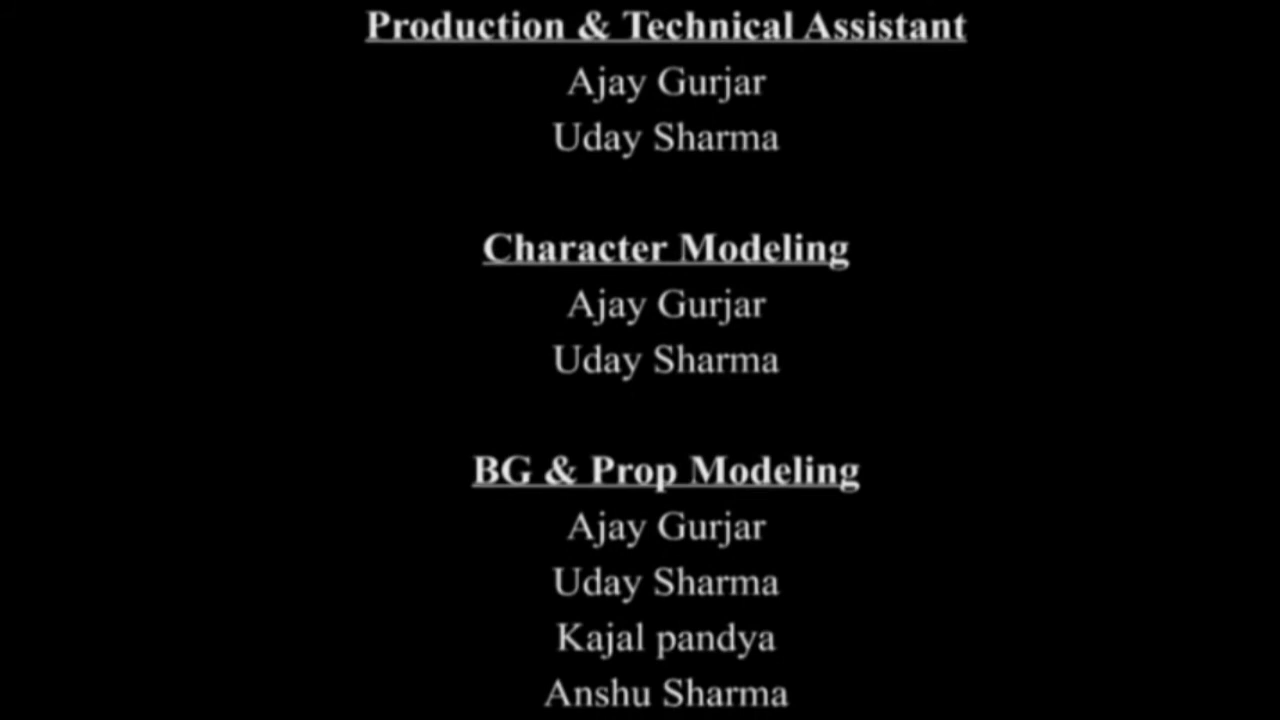 Production & Technical Assistant
Ajay Gurjar
Uday Sharma
Character Modeling
Ajay Gurjar
Uday Sharma
BG & Prop Modeling
Ajay Gurjar
Uday Sharma
Kajal pandya
Anshu Sharma